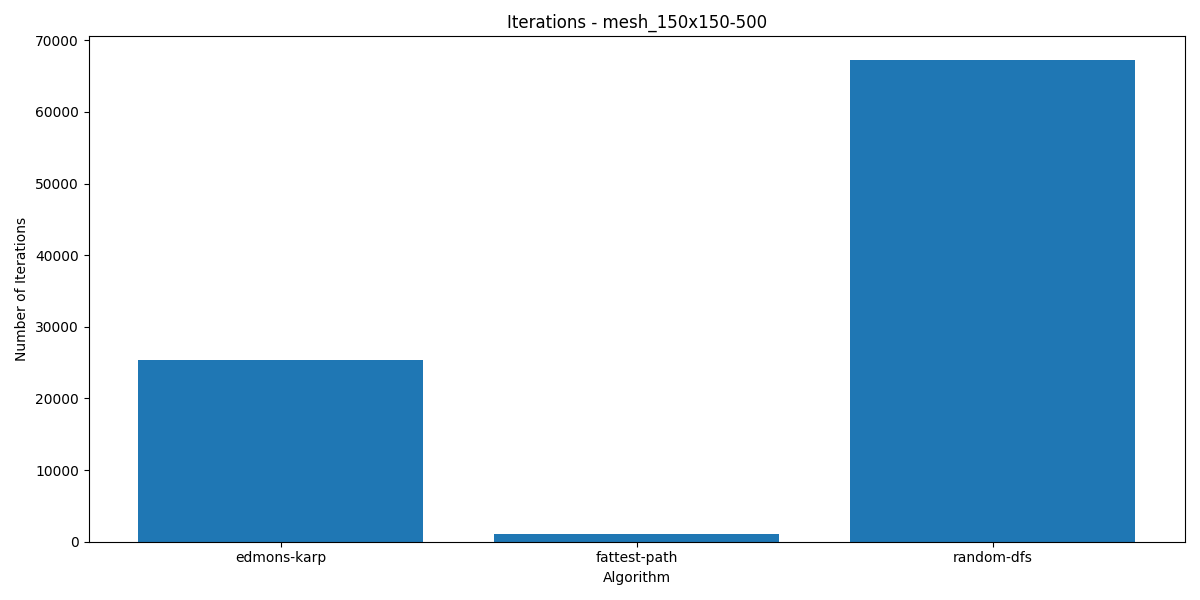 Iterations - mesh_150x150-500
70000
60000
50000
40000
30000
20000
10000
0
Number of Iterations
edmons-karp fattest-path random-dfs
Algorithm